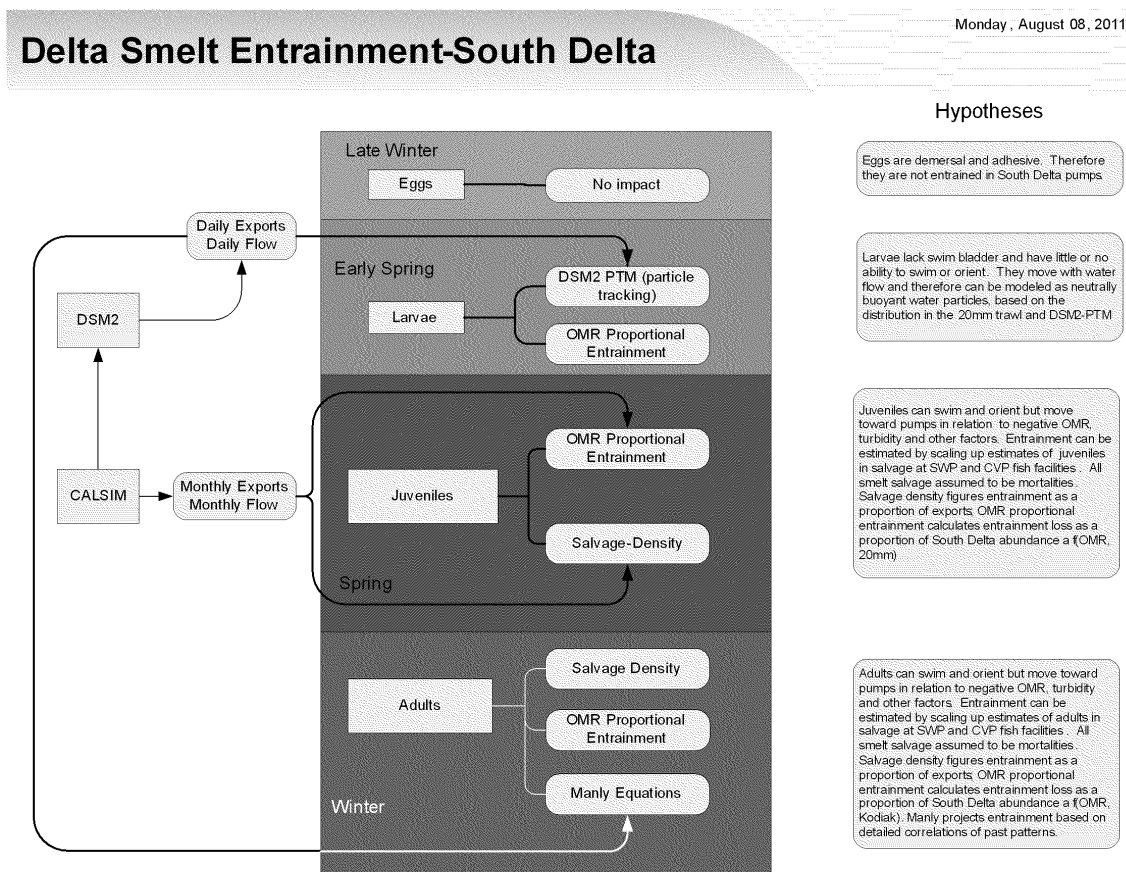 Monday, August 08, 2011
Delta Smelt Entrainment-South Delta
Hypotheses
Late Winter
Eggs
No impact
Eggs are demersal and adhesive. Therefore
they are not entrained in South Delta pumps.
Daily Exports
Daily Flow
Early Spring
DSM2 PTM (particle
tracking)
Larvae
OMR Proportional
Entrainment
Larvae lack swim bladder and have little or no
ability to swim or orient. They move with water
flow and therefore can be modeled as neutrally
buoyant water particles, based on the
distribution in the 20mm trawl and DSM2-PTM
DSM2
CALSIM
Monthly Exports
Monthly Flow
OMR Proportional
Entrainment
Juveniles
Salvage-Density
Spring
Juveniles can swim and orient but move
toward pumps in relation to negative OMR,
turbidity and other factors. Entrainment can be
estimated by scaling up estimates of juveniles
in salvage at SWP and CVP fish facilities. All
smelt salvage assumed to be mortalities.
Salvage density figures entrainment as a
proportion of exports; OMR proportional
entrainment calculates entrainment loss as a
proportion of South Delta abundance a f(OMR,
20mm)
Salvage Density
Adults
OMR Proportional
Entrainment
Manly Equations
Winter
Adults can swim and orient but move toward
pumps in relation to negative OMR, turbidity
and other factors. Entrainment can be
estimated by scaling up estimates of adults in
salvage at SWP and CVP fish facilities. All
smelt salvage assumed to be mortalities.
Salvage density figures entrainment as a
proportion of exports; OMR proportional
entrainment calculates entrainment loss as a
proportion of South Delta abundance a f(OMR,
Kodiak). Manly projects entrainment based on
detailed correlations of past patterns.